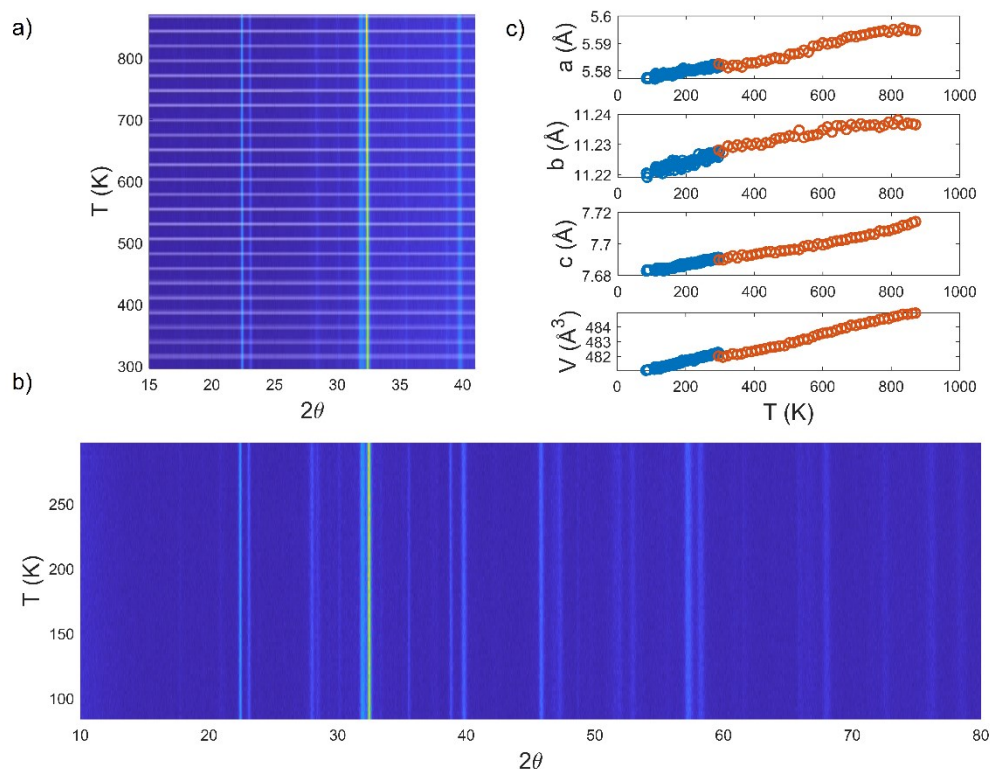 a)
T (K)
800
700
600
500
400
300
15 20 25 30 35 40
2θ
c)
a (Å)
5.6
5.59
5.58
0 200 400 600 800 1000
b (Å)
11.24
11.23
11.22
0 200 400 600 800 1000
c (Å)
7.72
7.7
7.68
0 200 400 600 800 1000
V (Å³)
484
483
482
0 200 400 600 800 1000
T (K)
b)
T (K)
250
200
150
100
10 20 30 40 50 60 70 80
2θ